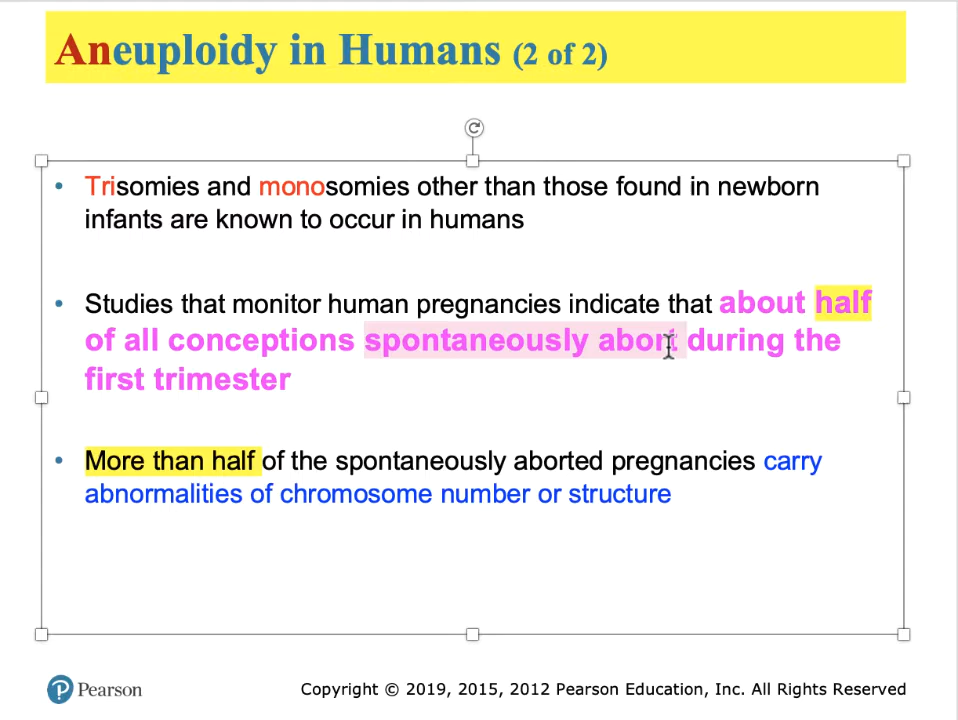 Aneuploidy in Humans (2 of 2)
• Trisomies and monosomies other than those found in newborn
infants are known to occur in humans
• Studies that monitor human pregnancies indicate that about half
of all conceptions spontaneously abort during the
first trimester
• More than half of the spontaneously aborted pregnancies carry
abnormalities of chromosome number or structure
Pearson
Copyright © 2019, 2015, 2012 Pearson Education, Inc. All Rights Reserved